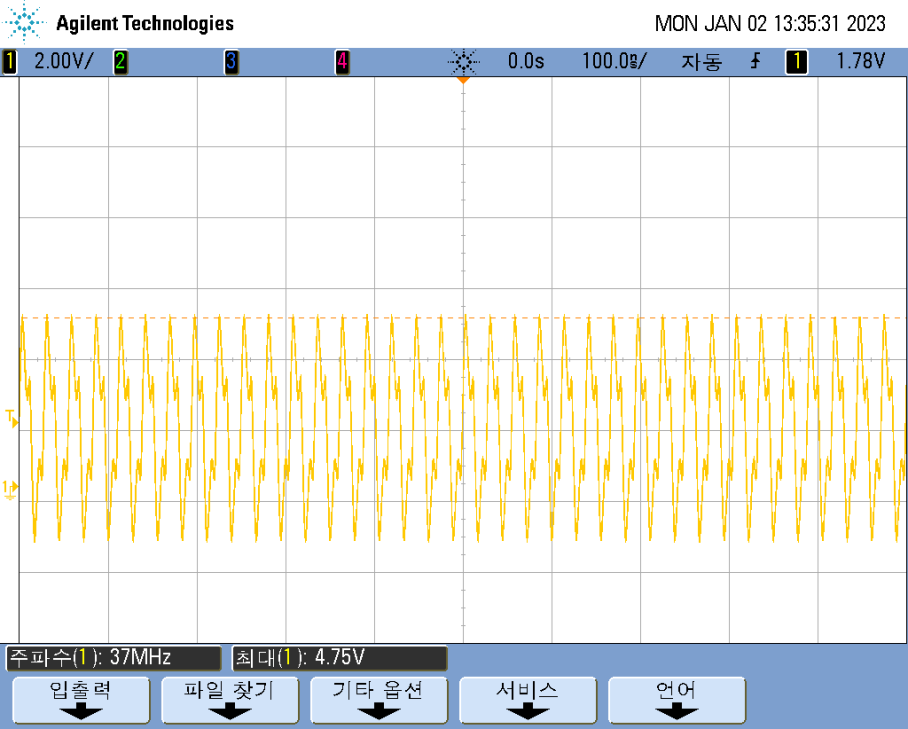 Agilent Technologies MON JAN 02 13:35:31 2023
1 2.00V/ 2 3 4 0.0s 100.0㎱/ 자동 1 1.78V
T
1
주파수(1): 37MHz 최대(1): 4.75V
입출력 파일 찾기 기타 옵션 서비스 언어